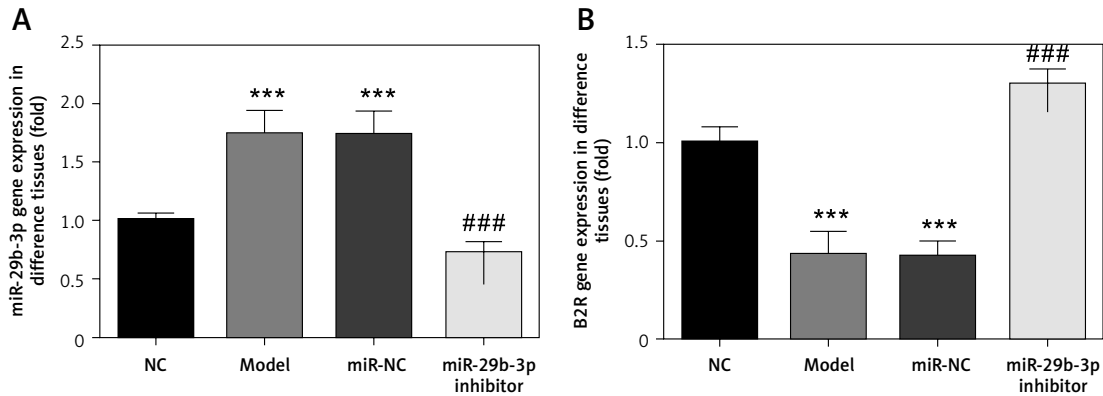 A
miR-29b-3p gene expression in
difference tissues (fold)
2.5
2.0
1.5
1.0
0.5
0
***
***
###
NC
Model
miR-NC
miR-29b-3p
inhibitor
B
B2R gene expression in difference
tissues (fold)
1.5
1.0
0.5
0
***
***
###
NC
Model
miR-NC
miR-29b-3p
inhibitor